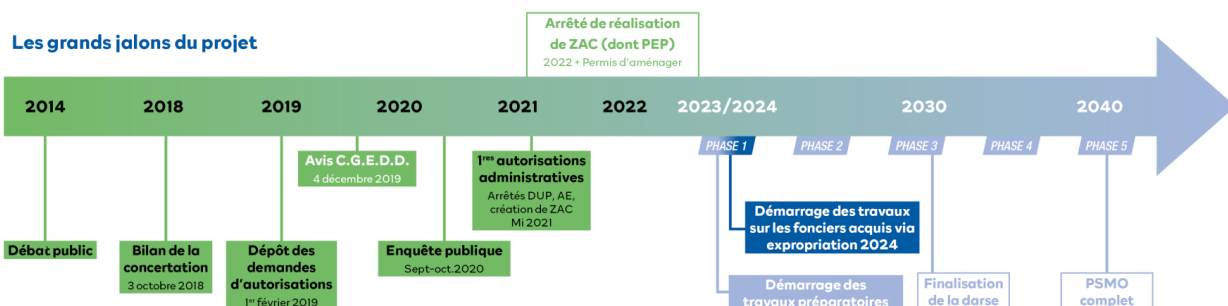 Les grands jalons du projet
Arrêté de réalisation
de ZAC (dont PEP)
2022 + Permis d'aménager
2014
2018
2019
2020
2021
2022
2023/2024
2030
2040
PHASE 1
PHASE 2
PHASE 3
PHASE 4
PHASE 5
Avis C.G.E.D.D.
4 décembre 2019
1res autorisations
administratives
Arrêtés DUP, AE,
création de ZAC
Mi 2021
Démarrage des travaux
sur les fonciers acquis via
expropriation 2024
Débat public
Bilan de la
concertation
3 octobre 2018
Dépôt des
demandes
d'autorisations
1er février 2019
Enquête publique
Sept-oct.2020
Démarrage des
travaux préparatoires
Finalisation
de la darse
PSMO
complet